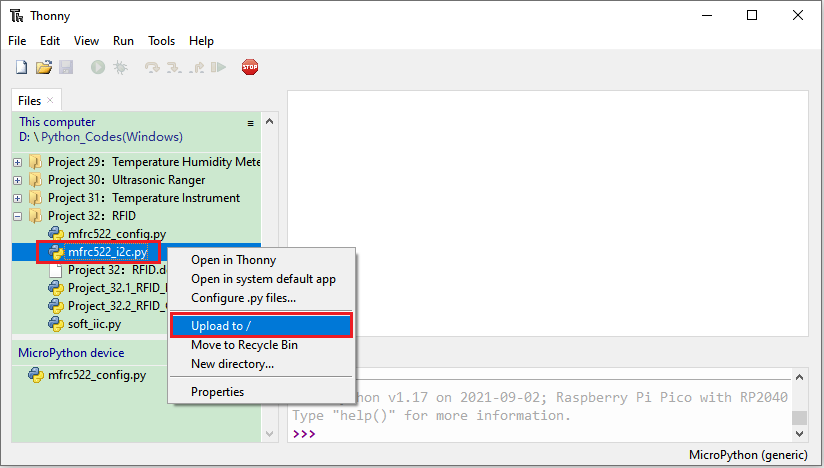 Thonny
File Edit View Run Tools Help
STOP
Files
This computer
D: \Python_Codes(Windows)
Project 29： Temperature Humidity Mete
Project 30： Ultrasonic Ranger
Project 31： Temperature Instrument
Project 32： RFID
mfrc522_config.py
mfrc522_i2c.py
Project 32：RFID.d
Project_32.1_RFID_
Project_32.2_RFID_
soft_iic.py
Open in Thonny
Open in system default app
Configure .py files...
Upload to /
Move to Recycle Bin
New directory...
Properties
MicroPython device
mfrc522_config.py
thon v1.17 on 2021-09-02; Raspberry Pi Pico with RP2040
Type "help()" for more information.
>>>
MicroPython (generic)